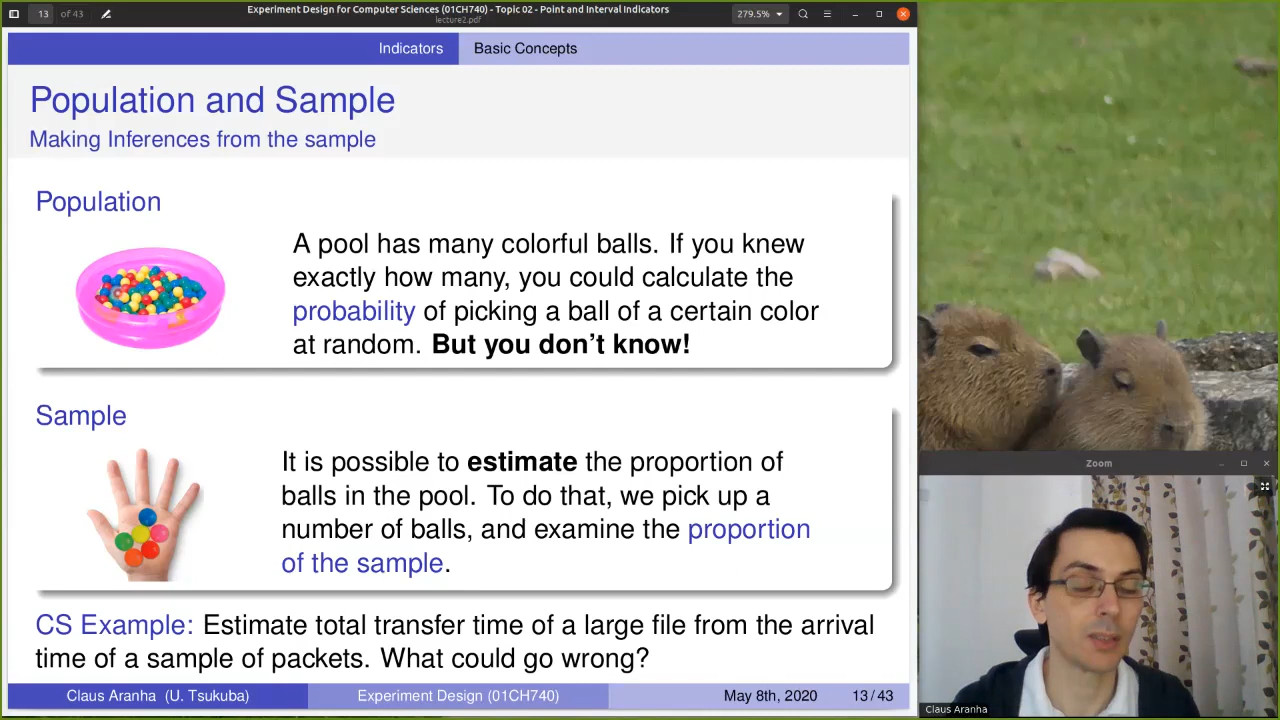 13 of 43
Experiment Design for Computer Sciences (01CH740) - Topic 02 - Point and Interval Indicators
lecture2.pdf
279.5%
Indicators Basic Concepts
Population and Sample
Making Inferences from the sample
Population
A pool has many colorful balls. If you knew
exactly how many, you could calculate the
probability of picking a ball of a certain color
at random. But you don't know!
Sample
It is possible to estimate the proportion of
balls in the pool. To do that, we pick up a
number of balls, and examine the proportion
of the sample.
CS Example: Estimate total transfer time of a large file from the arrival
time of a sample of packets. What could go wrong?
Claus Aranha (U. Tsukuba) Experiment Design (01CH740) May 8th, 2020 13 / 43
Zoom
Claus Aranha